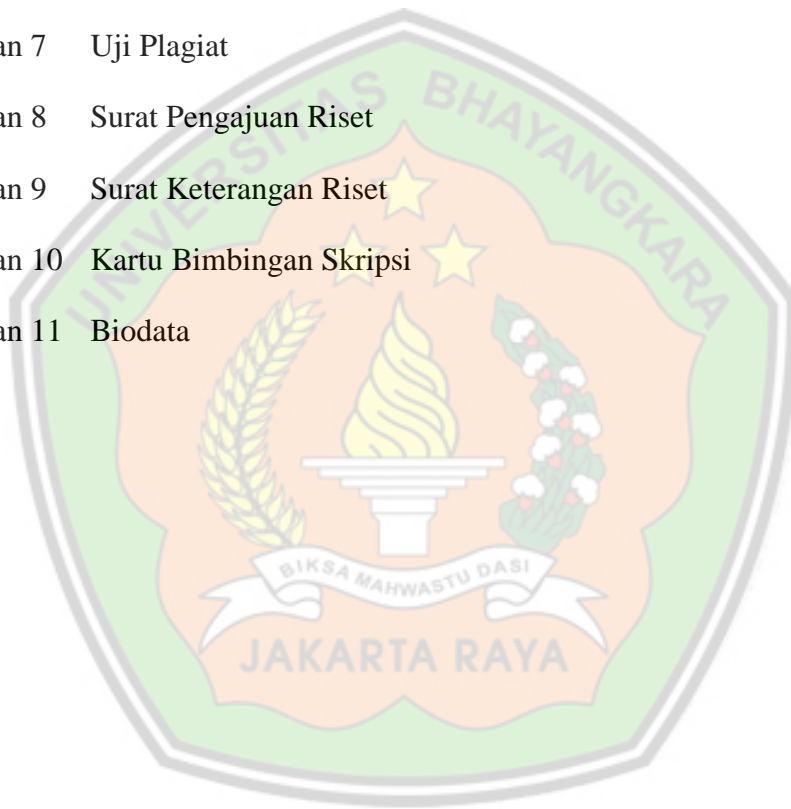 an 7 Uji Plagiat
an 8 Surat Pengajuan Riset
an 9 Surat Keterangan Riset
an 10 Kartu Bimbingan Skripsi
an 11 Biodata
UNIVERSITAS BHAYANGKARA
BIKSA MAHWASTU DASI
JAKARTA RAYA